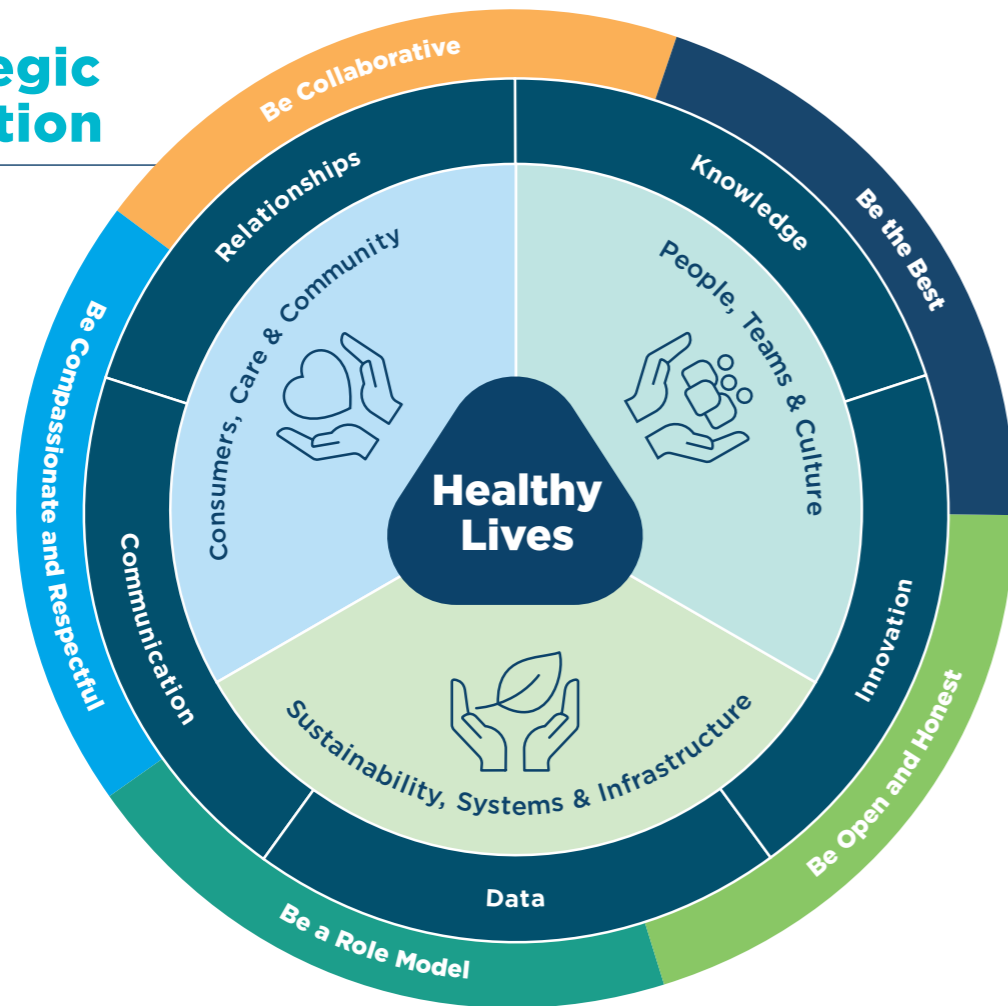 egic
tion
Be Collaborative
Be the Best
Be Open and Honest
Be a Role Model
Be Compassionate and Respectful
Relationships
Knowledge
Innovation
Data
Communication
Consumers, Care & Community
People, Teams & Culture
Sustainability, Systems & Infrastructure
Healthy
Lives